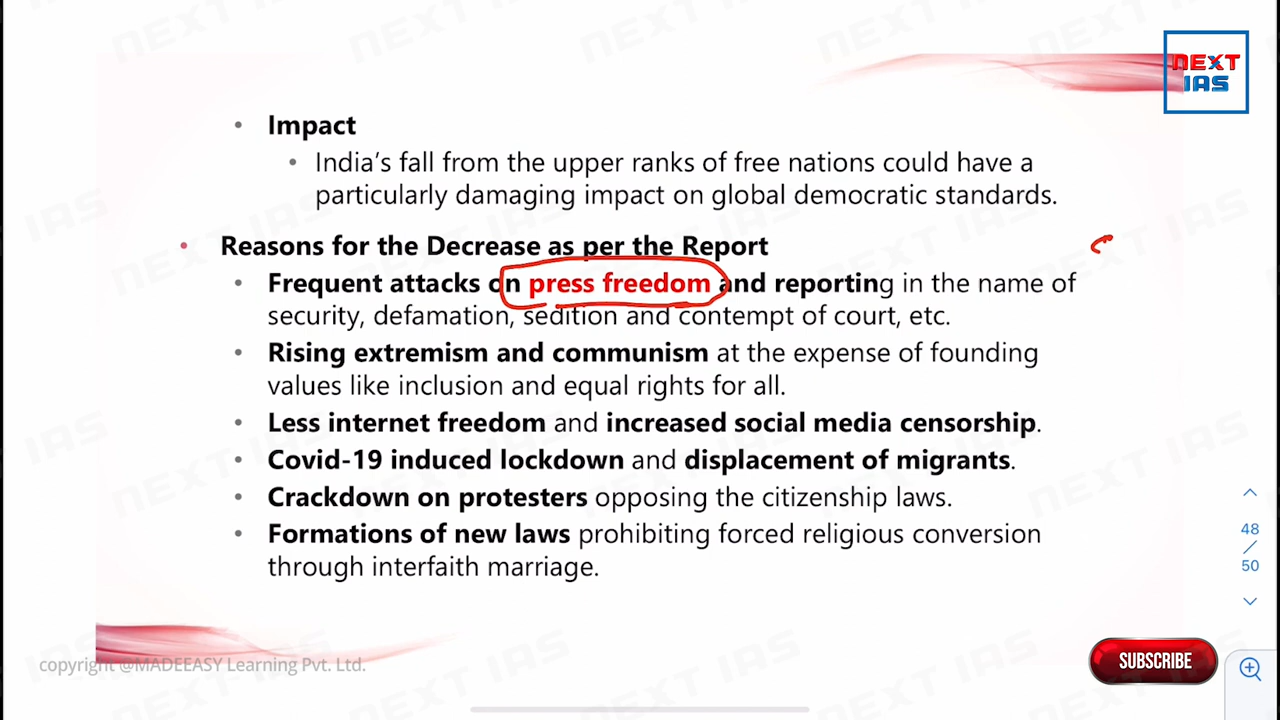 NEXT
IAS
• Impact
• India's fall from the upper ranks of free nations could have a
particularly damaging impact on global democratic standards.
• Reasons for the Decrease as per the Report
• Frequent attacks on press freedom and reporting in the name of
security, defamation, sedition and contempt of court, etc.
• Rising extremism and communism at the expense of founding
values like inclusion and equal rights for all.
• Less internet freedom and increased social media censorship.
• Covid-19 induced lockdown and displacement of migrants.
• Crackdown on protesters opposing the citizenship laws.
• Formations of new laws prohibiting forced religious conversion
through interfaith marriage.
48
/
50
copyright @MADEEASY Learning Pvt. Ltd.
SUBSCRIBE